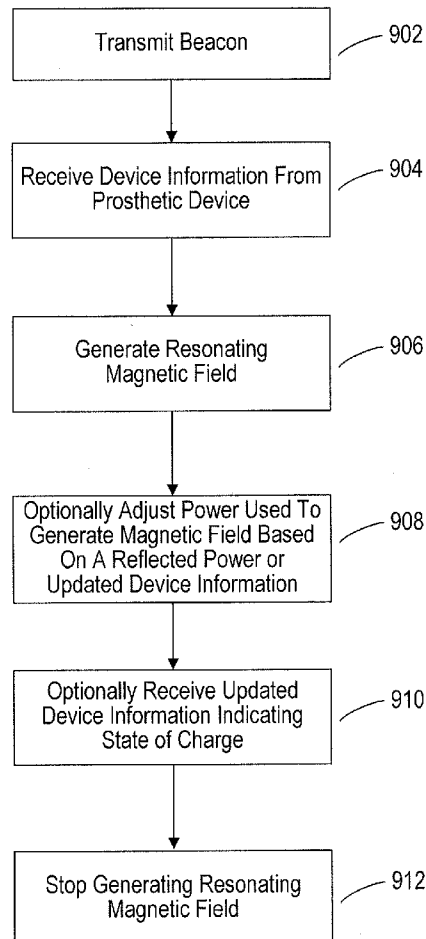 Transmit Beacon
902
Receive Device Information From
Prosthetic Device
904
Generate Resonating
Magnetic Field
906
Optionally Adjust Power Used To
Generate Magnetic Field Based
On A Reflected Power or
Updated Device Information
908
Optionally Receive Updated
Device Information Indicating
State of Charge
910
Stop Generating Resonating
Magnetic Field
912